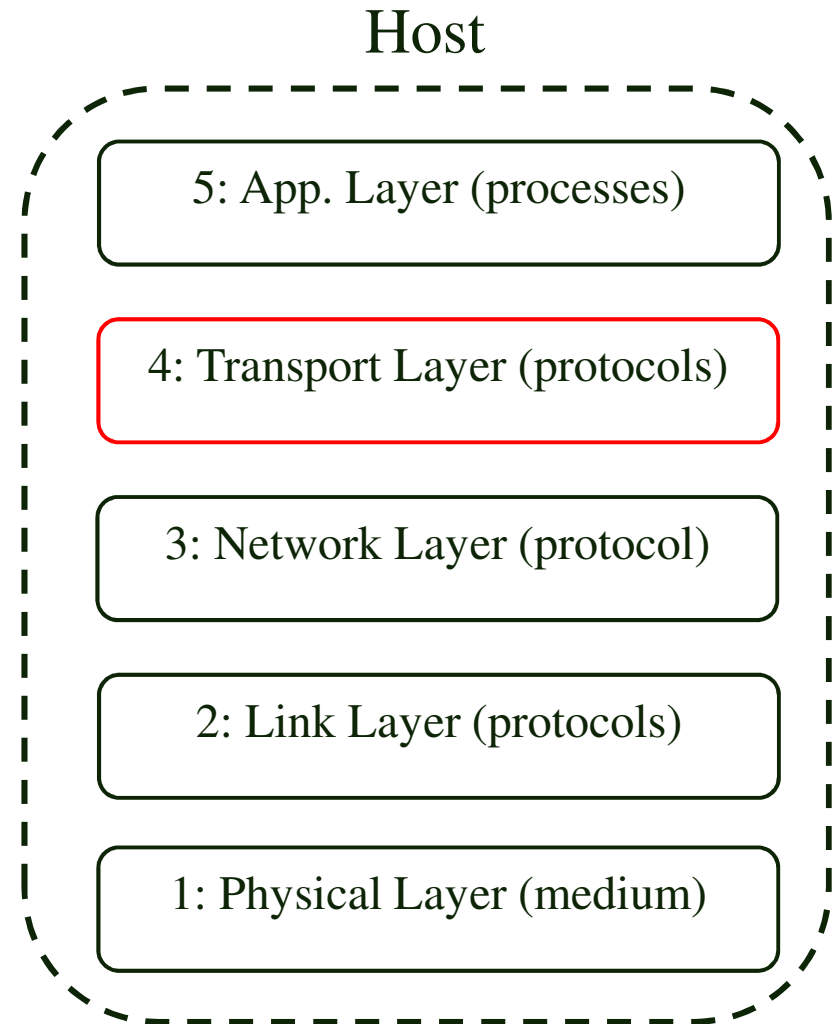 Host
5: App. Layer (processes)
4: Transport Layer (protocols)
3: Network Layer (protocol)
2: Link Layer (protocols)
1: Physical Layer (medium)